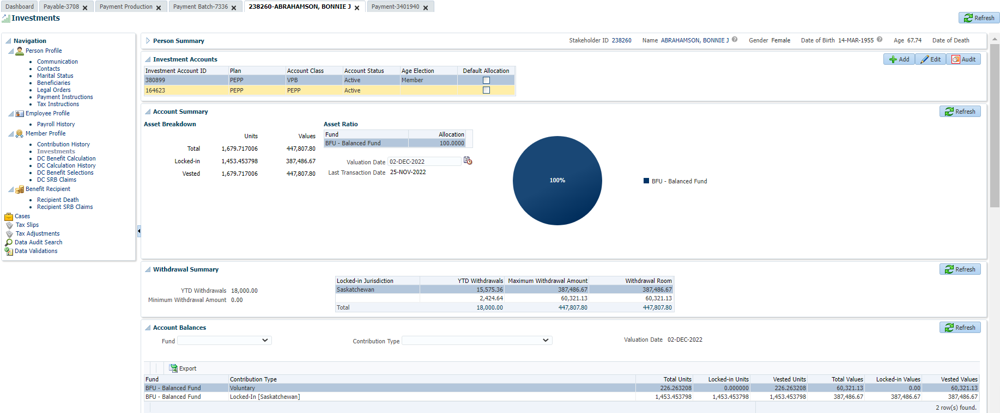 Dashboard Payable-3708 Payment Production Payment Batch-7336 238260-ABRAHAMSON, BONNIE J Payment-3401940
Investments Refresh
Navigation
Person Profile
Communication
Contacts
Marital Status
Beneficiaries
Legal Orders
Payment Instructions
Tax Instructions
Employee Profile
Payroll History
Member Profile
Contribution History
Investments
DC Benefit Calculation
DC Calculation History
DC Benefit Selections
DC SRB Claims
Benefit Recipient
Recipient Death
Recipient SRB Claims
Cases
Tax Slips
Tax Adjustments
Data Audit Search
Data Validations
Person Summary Stakeholder ID 238260 Name ABRAHAMSON, BONNIE J Gender Female Date of Birth 14-MAR-1955 Age 67.74 Date of Death
Investment Accounts Add Edit Audit
Investment Account ID Plan Account Class Account Status Age Election Default Allocation
380899 PEPP VPB Active Member
164623 PEPP PEPP Active
Account Summary Refresh
Asset Breakdown
Units Values
Total 1,679.717006 447,807.80
Locked-in 1,453.453798 387,486.67
Vested 1,679.717006 447,807.80
Asset Ratio
Fund Allocation
BFU - Balanced Fund 100.0000
Valuation Date 02-DEC-2022
Last Transaction Date 25-NOV-2022
100%
BFU - Balanced Fund
Withdrawal Summary Refresh
YTD Withdrawals 18,000.00
Minimum Withdrawal Amount 0.00
Locked-in Jurisdiction YTD Withdrawals Maximum Withdrawal Amount Withdrawal Room
Saskatchewan 15,575.36 387,486.67 387,486.67
2,424.64 60,321.13 60,321.13
Total 18,000.00 447,807.80 447,807.80
Account Balances Refresh
Fund Contribution Type Valuation Date 02-DEC-2022
Export
Fund Contribution Type Total Units Locked-in Units Vested Units Total Values Locked-in Values Vested Values
BFU - Balanced Fund Voluntary 226.263208 0.000000 226.263208 60,321.13 0.00 60,321.13
BFU - Balanced Fund Locked-In [Saskatchewan] 1,453.453798 1,453.453798 1,453.453798 387,486.67 387,486.67 387,486.67
2 row(s) found.